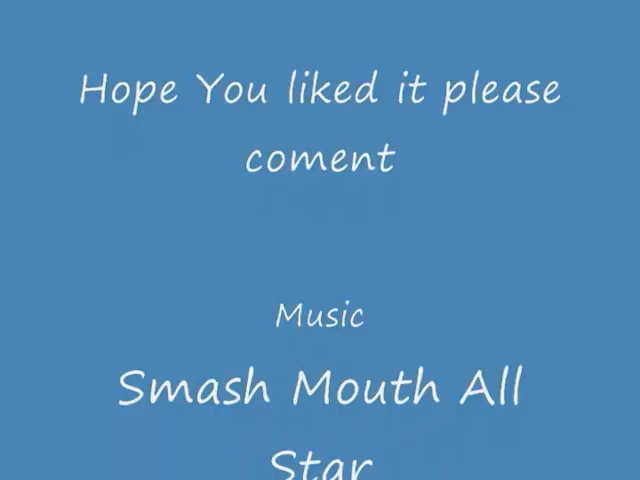 Hope You liked it please
coment
Music
Smash Mouth All
Star